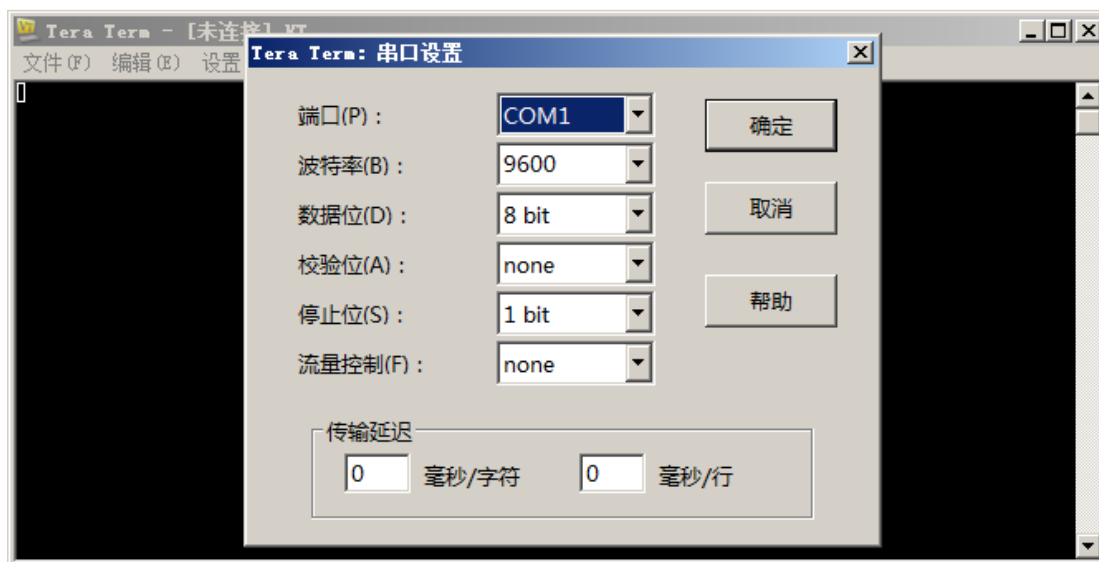 Tera Term - [未连接] VT
文件(F) 编辑(E) 设置
Tera Term: 串口设置
端口(P)： COM1
确定
波特率(B)： 9600
数据位(D)： 8 bit
取消
校验位(A)： none
停止位(S)： 1 bit
帮助
流量控制(F)： none
传输延迟
0 毫秒/字符 0 毫秒/行